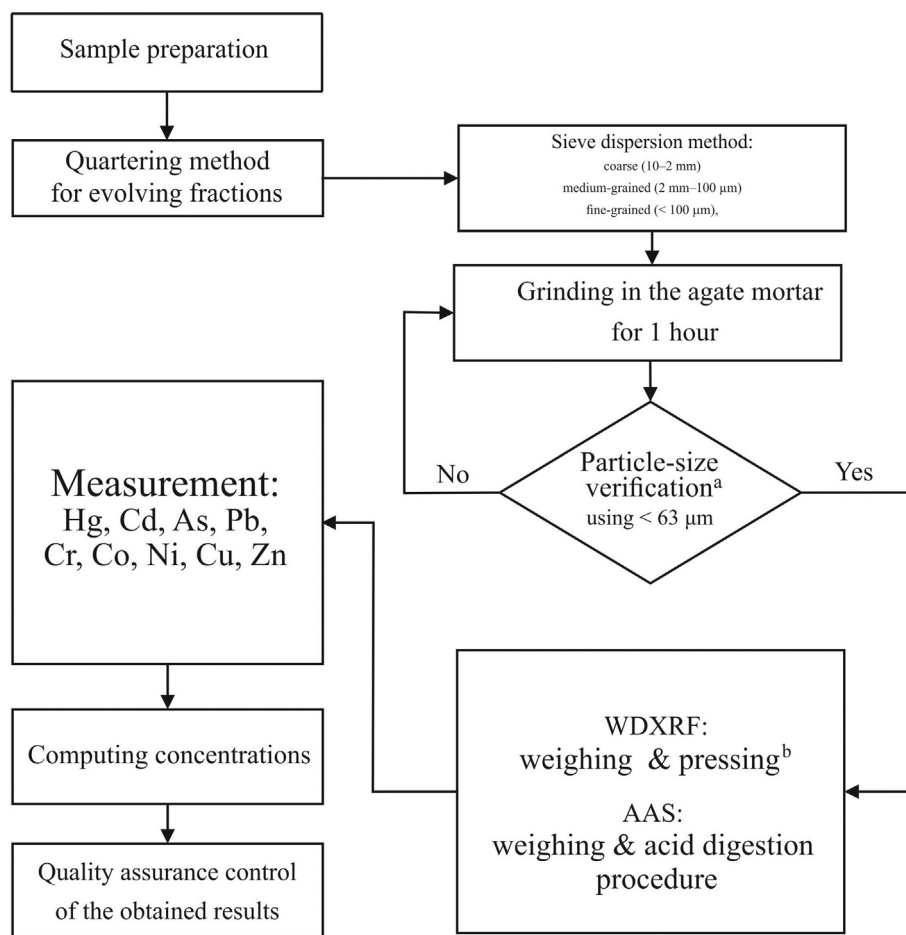 Sample preparation
Quartering method
for evolving fractions
Sieve dispersion method:
coarse (10–2 mm)
medium-grained (2 mm–100 μm)
fine-grained (< 100 μm),
Grinding in the agate mortar
for 1 hour
Particle-size
verificationᵃ
using < 63 μm
No
Yes
WDXRF:
weighing & pressingᵇ
AAS:
weighing & acid digestion
procedure
Measurement:
Hg, Cd, As, Pb,
Cr, Co, Ni, Cu, Zn
Computing concentrations
Quality assurance control
of the obtained results